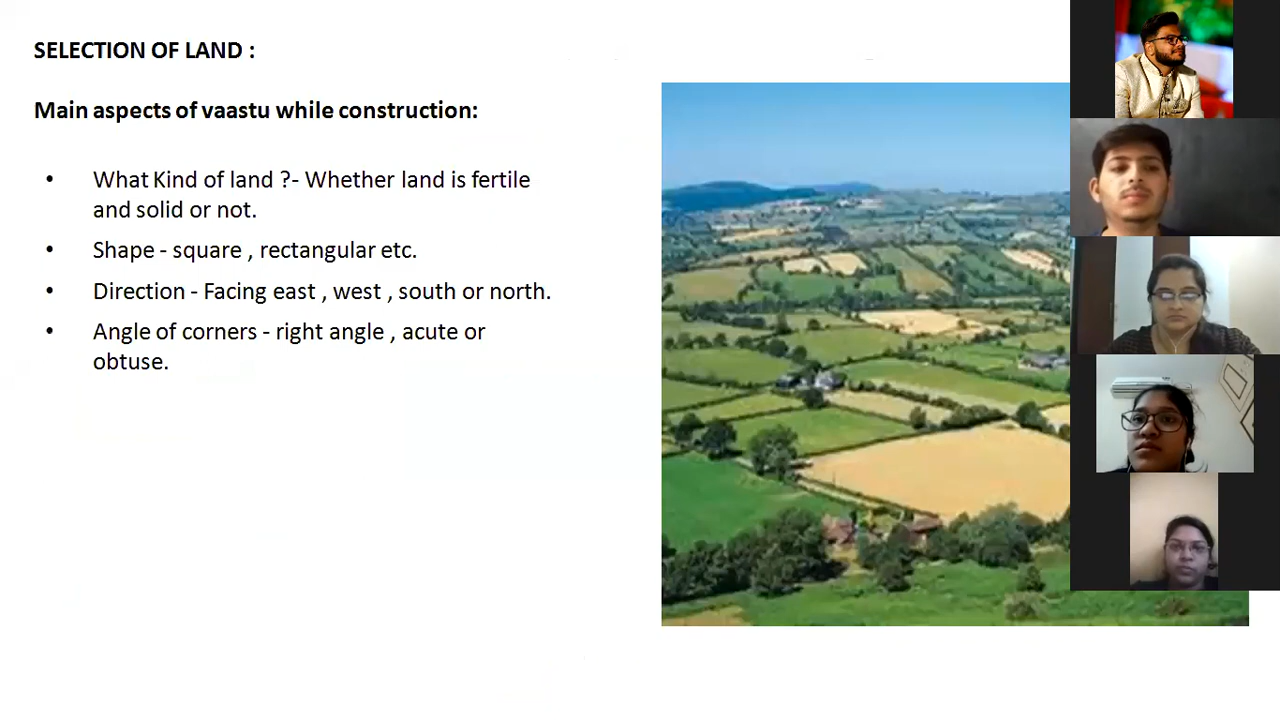 SELECTION OF LAND :
Main aspects of vaastu while construction:
• What Kind of land ?- Whether land is fertile
and solid or not.
• Shape - square , rectangular etc.
• Direction - Facing east , west , south or north.
• Angle of corners - right angle , acute or
obtuse.